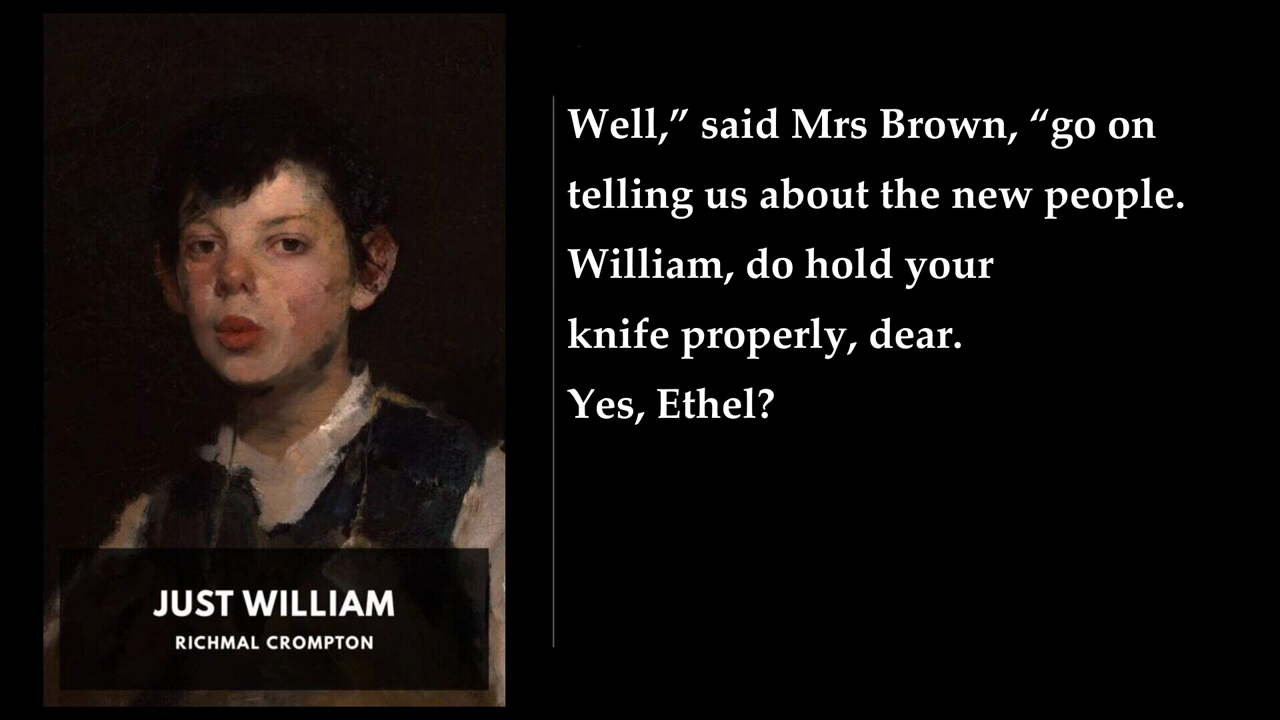 Well,” said Mrs Brown, “go on
telling us about the new people.
William, do hold your
knife properly, dear.
Yes, Ethel?
JUST WILLIAM
RICHMAL CROMPTON